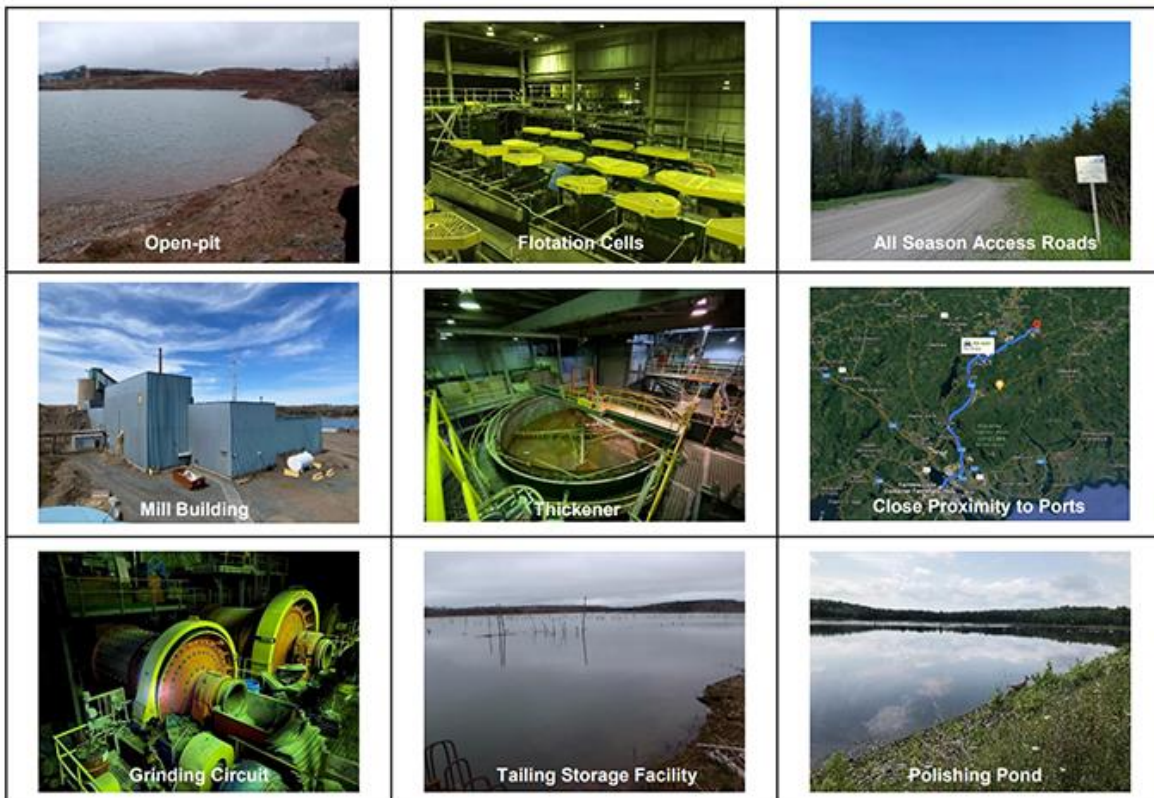 Open-pit
Flotation Cells
All Season Access Roads
Mill Building
Thickener
Close Proximity to Ports
Grinding Circuit
Tailing Storage Facility
Polishing Pond